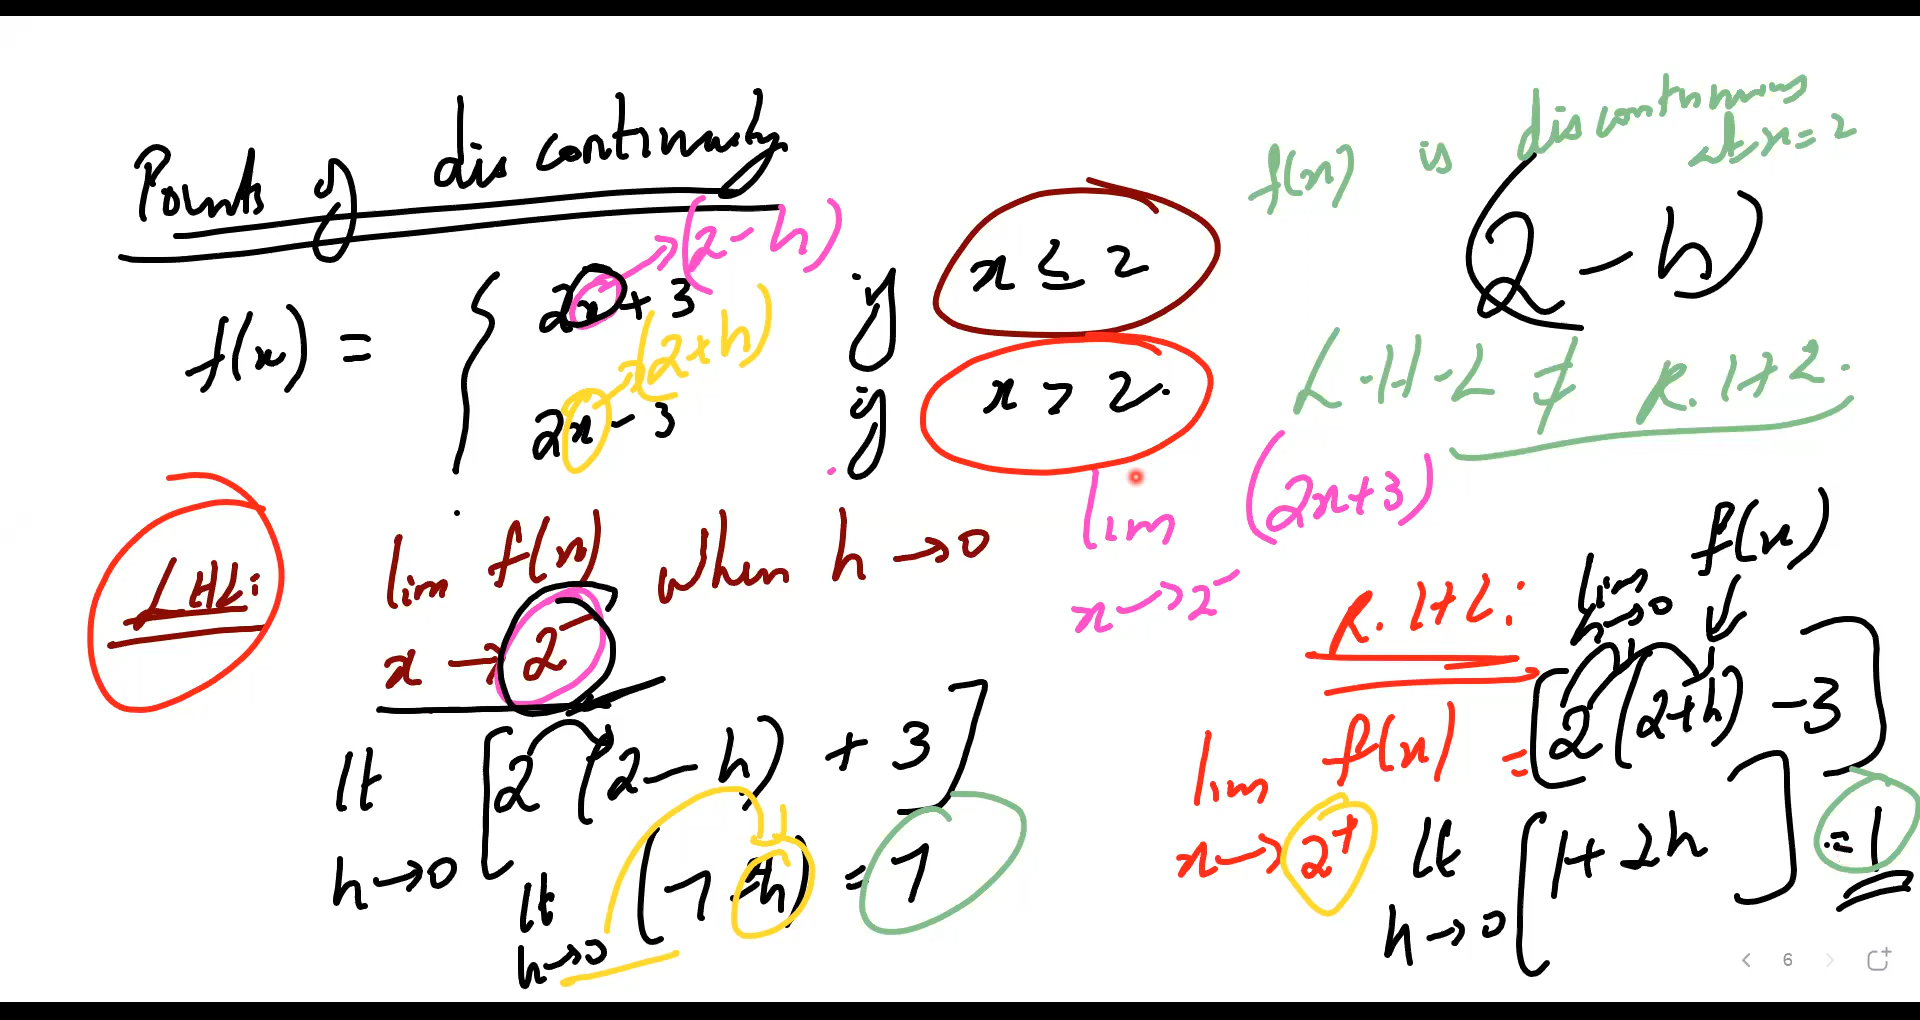 Points of discontinuity
f(x) is discontinuous
at x = 2
(2 - h)
(2 - h)
f(x) = { 2x + 3 if x ≤ 2
(2+h)
2x - 3 if x > 2.
L.H.L ≠ R.H.L.
lim (2x+3)
x → 2⁻
LHL:
lim f(x) when h → 0
x → 2⁻
lt [2(2 - h) + 3]
h → 0
lt (7 - h) = 7
h → 0
R.H.L:
lim f(x)
h → 0
lim f(x) = [2(2+h) - 3]
x → 2⁺
lt [1 + 2h] = 1
h → 0
6